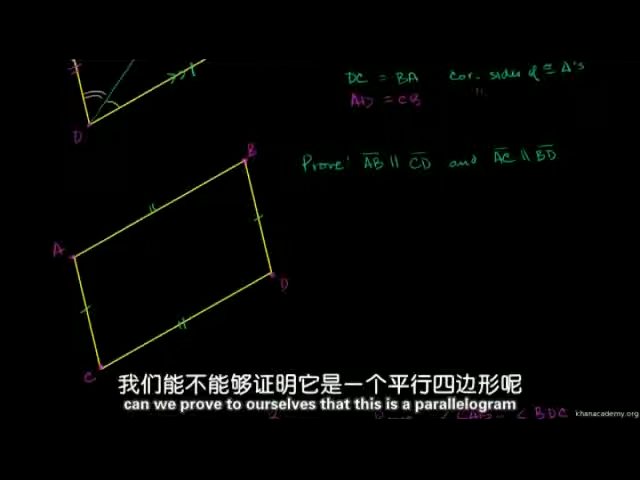 DC = BA cor. sides of ≅ Δ's
AD = CB "
D
Prove: AB || CD and AC || BD
B
A
D
C
我们能不能够证明它是一个平行四边形呢
can we prove to ourselves that this is a parallelogram
∠ BDC
khanacademy.org